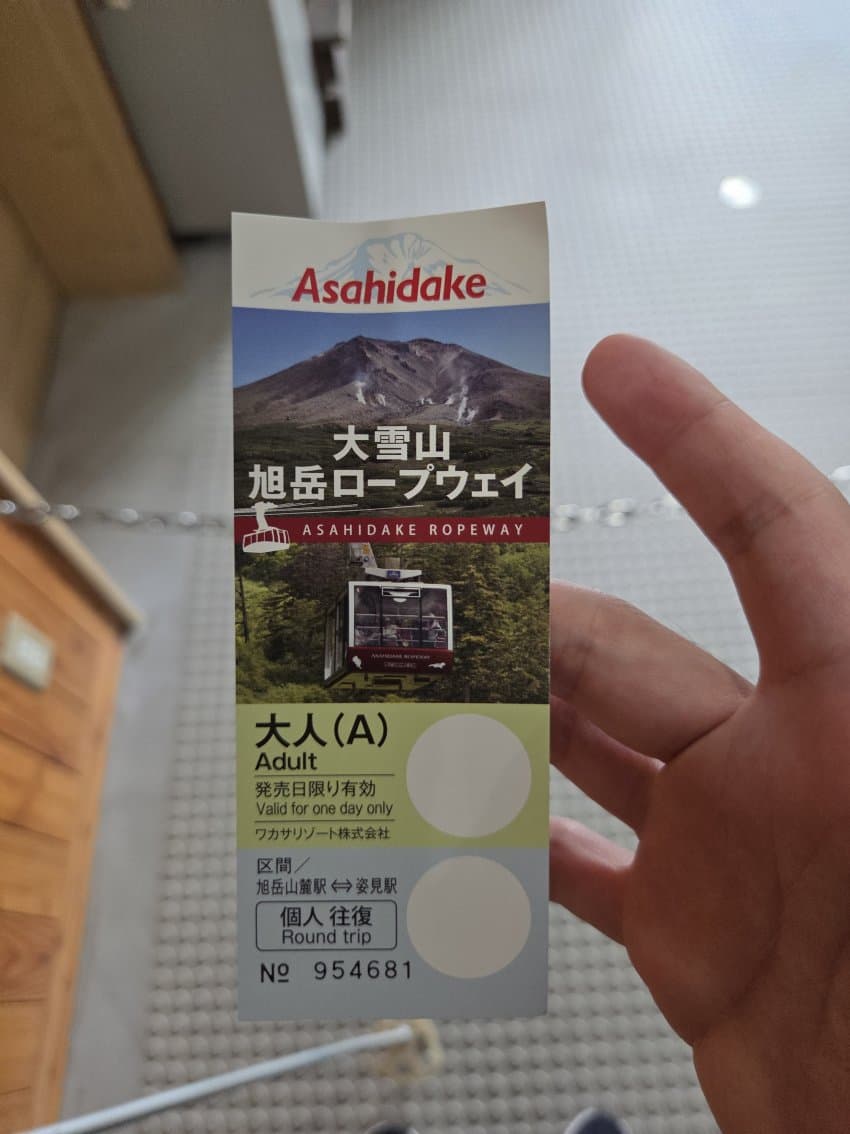 Asahidake
大雪山
旭岳ロープウェイ
ASAHIDAKE ROPEWAY
ASAHIDAKE ROPEWAY
大人(A)
Adult
発売日限り有効
Valid for one day only
ワカサリゾート株式会社
区間/
旭岳山麓駅⇔姿見駅
個人 往復
Round trip
№ 954681